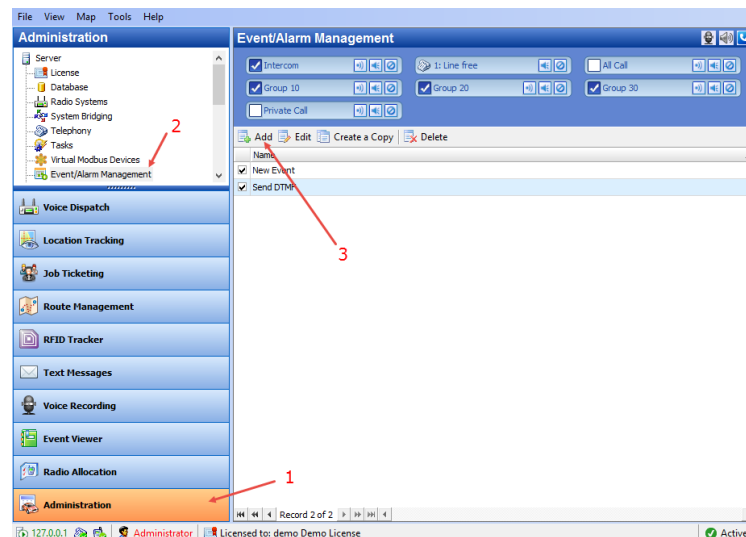 File View Map Tools Help
Administration
Server
License
Database
Radio Systems
System Bridging
Telephony
Tasks
Virtual Modbus Devices
Event/Alarm Management
2
Voice Dispatch
Location Tracking
Job Ticketing
Route Management
RFID Tracker
Text Messages
Voice Recording
Event Viewer
Radio Allocation
Administration
1
Event/Alarm Management
Intercom
1: Line free
All Call
Group 10
Group 20
Group 30
Private Call
Add Edit Create a Copy Delete
Name
New Event
Send DTMF
3
Record 2 of 2
127.0.0.1 Administrator Licensed to: demo Demo License Active